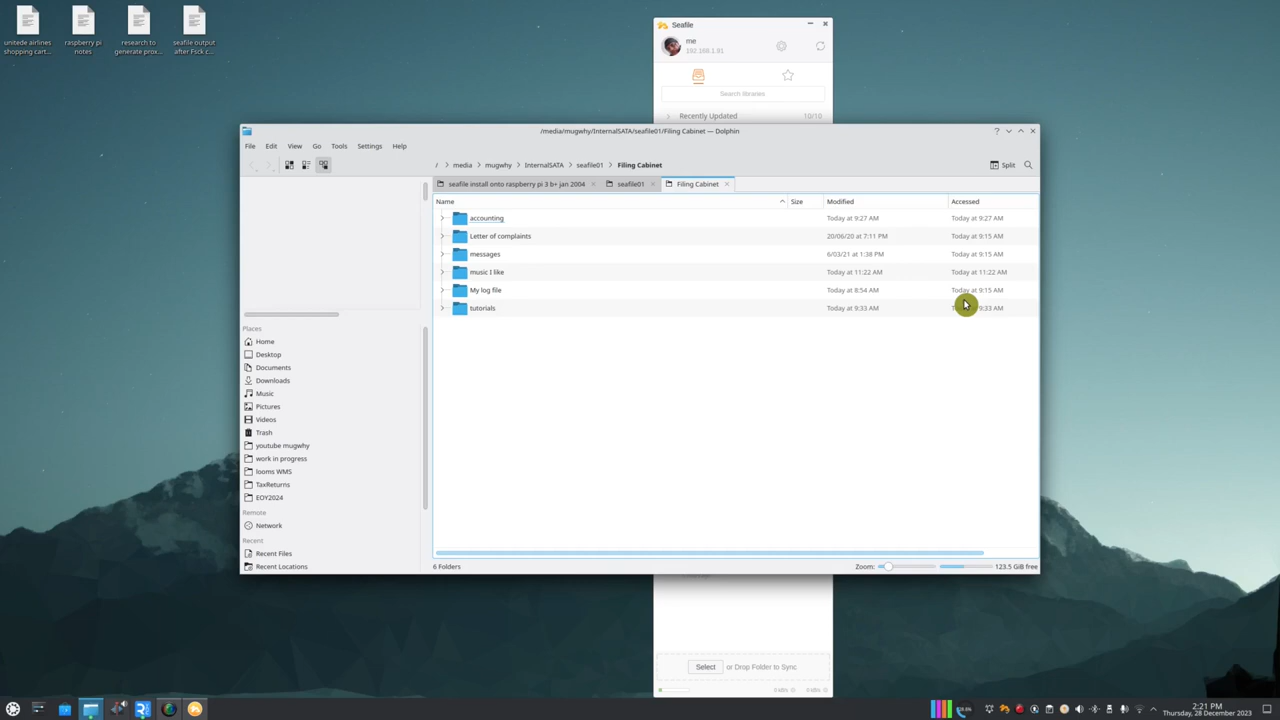 unitede airlines
shopping cart...
raspberry pi
notes
research to
generate prox...
seafile output
after Fsck c...
Seafile
me
192.168.1.91
Search libraries
Recently Updated 10/10
/media/mugwhy/InternalSATA/seafile01/Filing Cabinet — Dolphin
File Edit View Go Tools Settings Help
/ > media > mugwhy > InternalSATA > seafile01 > Filing Cabinet
Split
seafile install onto raspberry pi 3 b+ jan 2004
seafile01
Filing Cabinet
Name Size Modified Accessed
accounting Today at 9:27 AM Today at 9:27 AM
Letter of complaints 20/06/20 at 7:11 PM Today at 9:15 AM
messages 6/03/21 at 1:38 PM Today at 9:15 AM
music I like Today at 11:22 AM Today at 11:22 AM
My log file Today at 8:54 AM Today at 9:15 AM
tutorials Today at 9:33 AM 9:33 AM
Places
Home
Desktop
Documents
Downloads
Music
Pictures
Videos
Trash
youtube mugwhy
work in progress
looms WMS
TaxReturns
EOY2024
Remote
Network
Recent
Recent Files
Recent Locations
6 Folders
Zoom:
123.5 GiB free
Select or Drop Folder to Sync
0 kB/s 0 kB/s
2:21 PM
Thursday, 28 December 2023